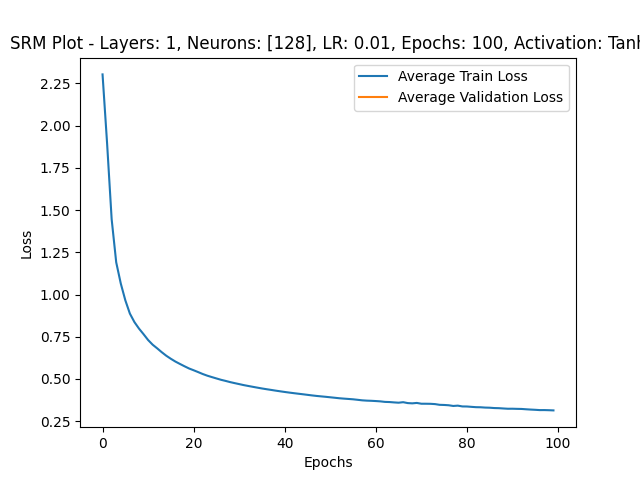 SRM Plot - Layers: 1, Neurons: [128], LR: 0.01, Epochs: 100, Activation: Tanh
Average Train Loss
Average Validation Loss
2.25
2.00
1.75
1.50
1.25
1.00
0.75
0.50
0.25
Loss
0 20 40 60 80 100
Epochs